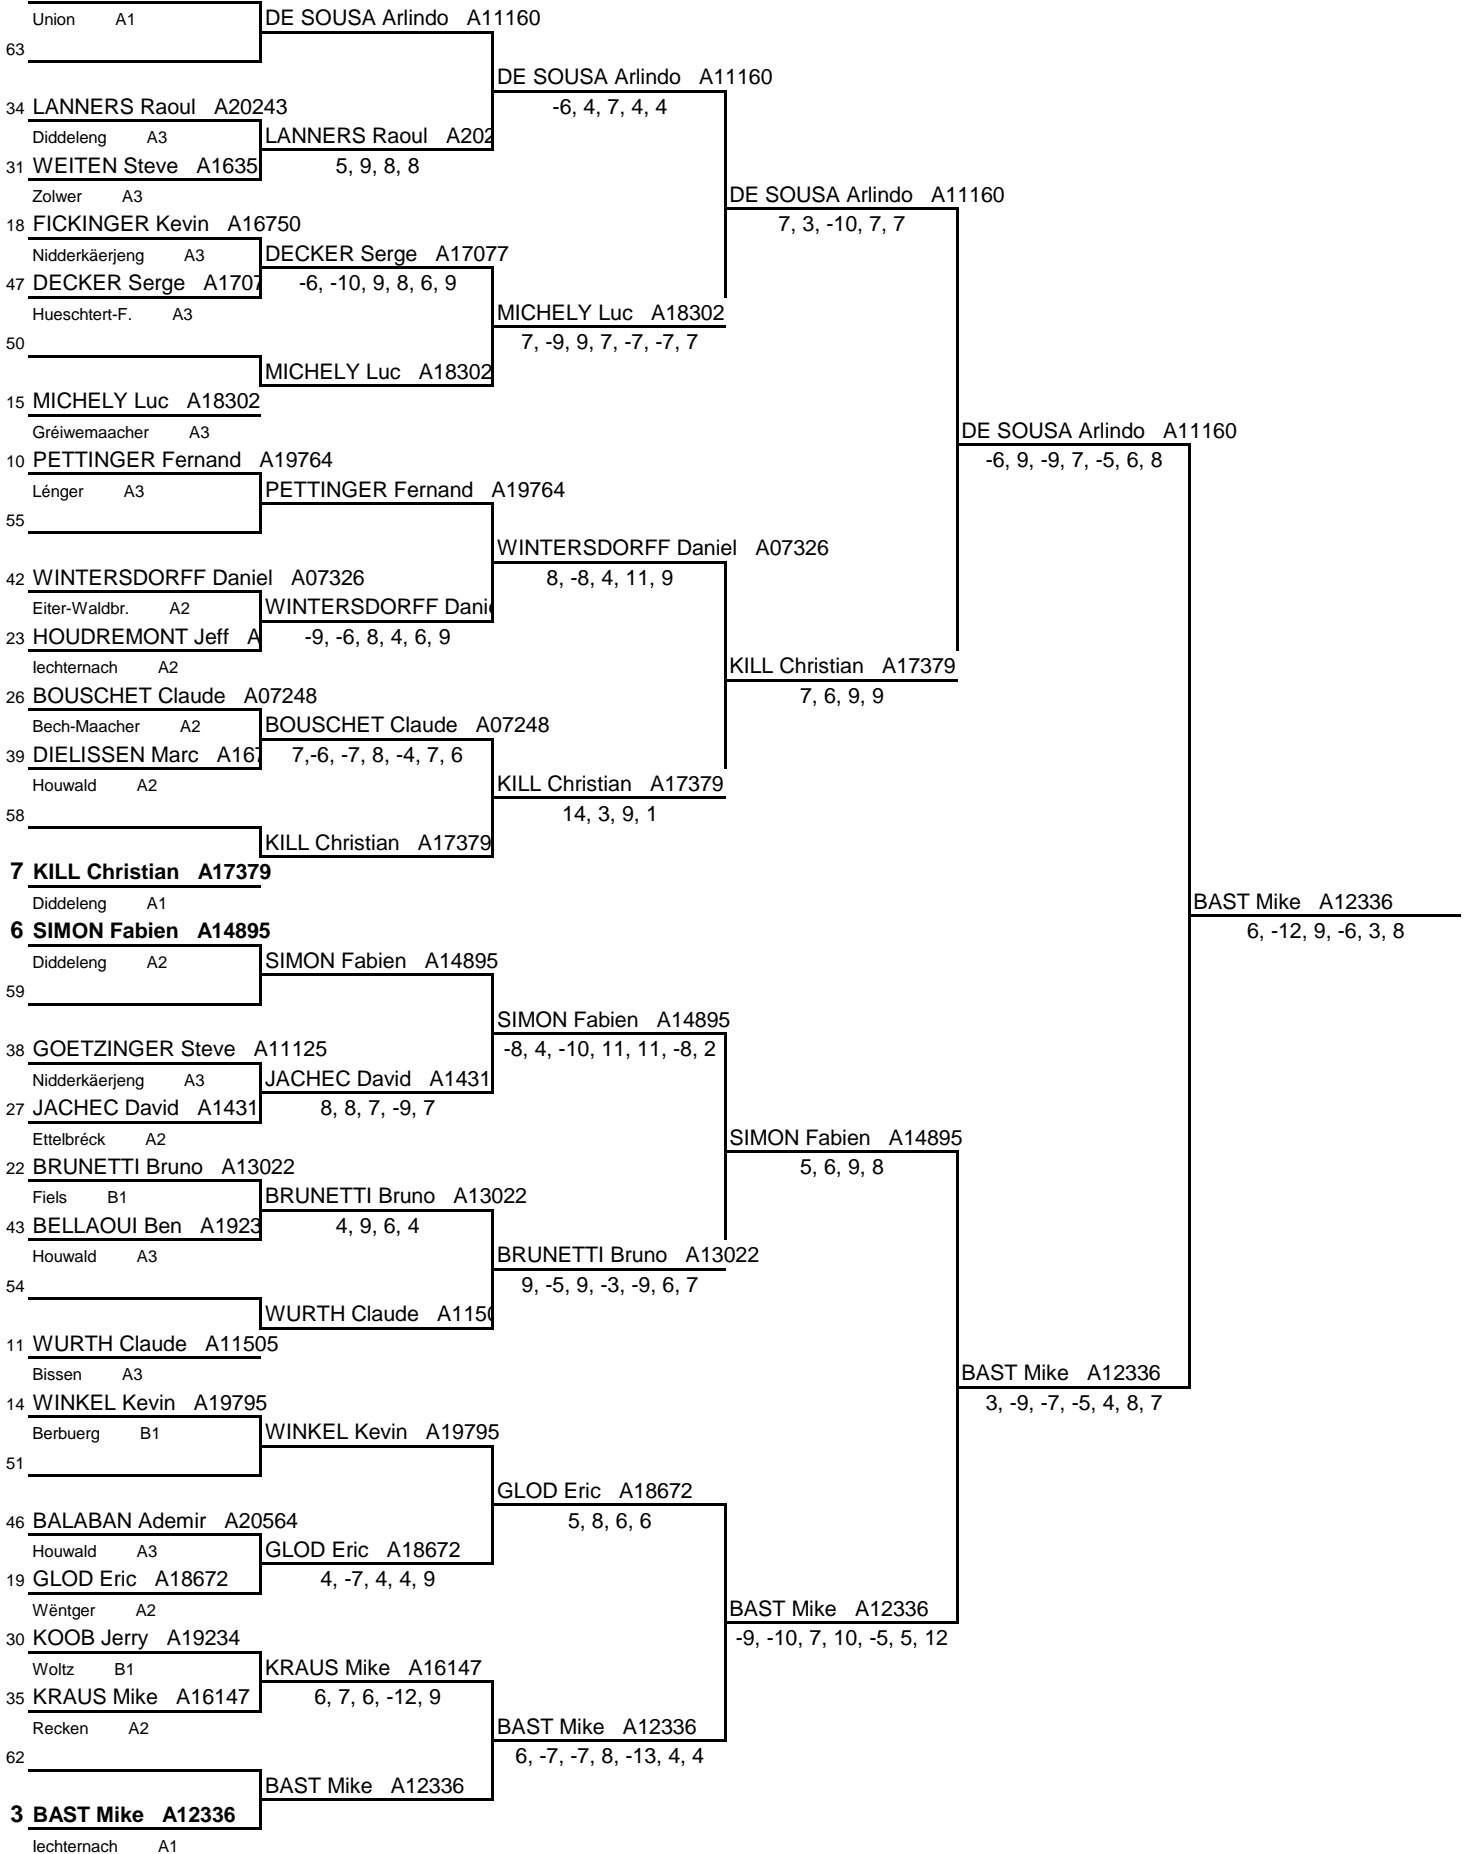 Union A1
DE SOUSA Arlindo A11160
63
DE SOUSA Arlindo A11160
34 LANNERS Raoul A20243
-6, 4, 7, 4, 4
Diddeleng A3
LANNERS Raoul A202
31 WEITEN Steve A1635
5, 9, 8, 8
Zolwer A3
DE SOUSA Arlindo A11160
18 FICKINGER Kevin A16750
7, 3, -10, 7, 7
Nidderkäerjeng A3
DECKER Serge A17077
47 DECKER Serge A1707
-6, -10, 9, 8, 6, 9
Hueschtert-F. A3
MICHELY Luc A18302
50
7, -9, 9, 7, -7, -7, 7
MICHELY Luc A18302
15 MICHELY Luc A18302
Gréiwemaacher A3
DE SOUSA Arlindo A11160
10 PETTINGER Fernand A19764
-6, 9, -9, 7, -5, 6, 8
Lénger A3
PETTINGER Fernand A19764
55
WINTERSDORFF Daniel A07326
42 WINTERSDORFF Daniel A07326
8, -8, 4, 11, 9
Eiter-Waldbr. A2
WINTERSDORFF Danie
23 HOUDREMONT Jeff A
-9, -6, 8, 4, 6, 9
Iechternach A2
KILL Christian A17379
26 BOUSCHET Claude A07248
7, 6, 9, 9
Bech-Maacher A2
BOUSCHET Claude A07248
39 DIELISSEN Marc A167
7,-6, -7, 8, -4, 7, 6
Houwald A2
KILL Christian A17379
58
14, 3, 9, 1
KILL Christian A17379
7 KILL Christian A17379
Diddeleng A1
BAST Mike A12336
6 SIMON Fabien A14895
6, -12, 9, -6, 3, 8
Diddeleng A2
SIMON Fabien A14895
59
SIMON Fabien A14895
38 GOETZINGER Steve A11125
-8, 4, -10, 11, 11, -8, 2
Nidderkäerjeng A3
JACHEC David A1431
27 JACHEC David A1431
8, 8, 7, -9, 7
Ettelbréck A2
SIMON Fabien A14895
22 BRUNETTI Bruno A13022
5, 6, 9, 8
Fiels B1
BRUNETTI Bruno A13022
43 BELLAOUI Ben A1923
4, 9, 6, 4
Houwald A3
BRUNETTI Bruno A13022
54
9, -5, 9, -3, -9, 6, 7
WURTH Claude A1150
11 WURTH Claude A11505
Bissen A3
BAST Mike A12336
14 WINKEL Kevin A19795
3, -9, -7, -5, 4, 8, 7
Berbuerg B1
WINKEL Kevin A19795
51
GLOD Eric A18672
46 BALABAN Ademir A20564
5, 8, 6, 6
Houwald A3
GLOD Eric A18672
19 GLOD Eric A18672
4, -7, 4, 4, 9
Wëntger A2
BAST Mike A12336
30 KOOB Jerry A19234
-9, -10, 7, 10, -5, 5, 12
Woltz B1
KRAUS Mike A16147
35 KRAUS Mike A16147
6, 7, 6, -12, 9
Recken A2
BAST Mike A12336
62
6, -7, -7, 8, -13, 4, 4
BAST Mike A12336
3 BAST Mike A12336
Iechternach A1